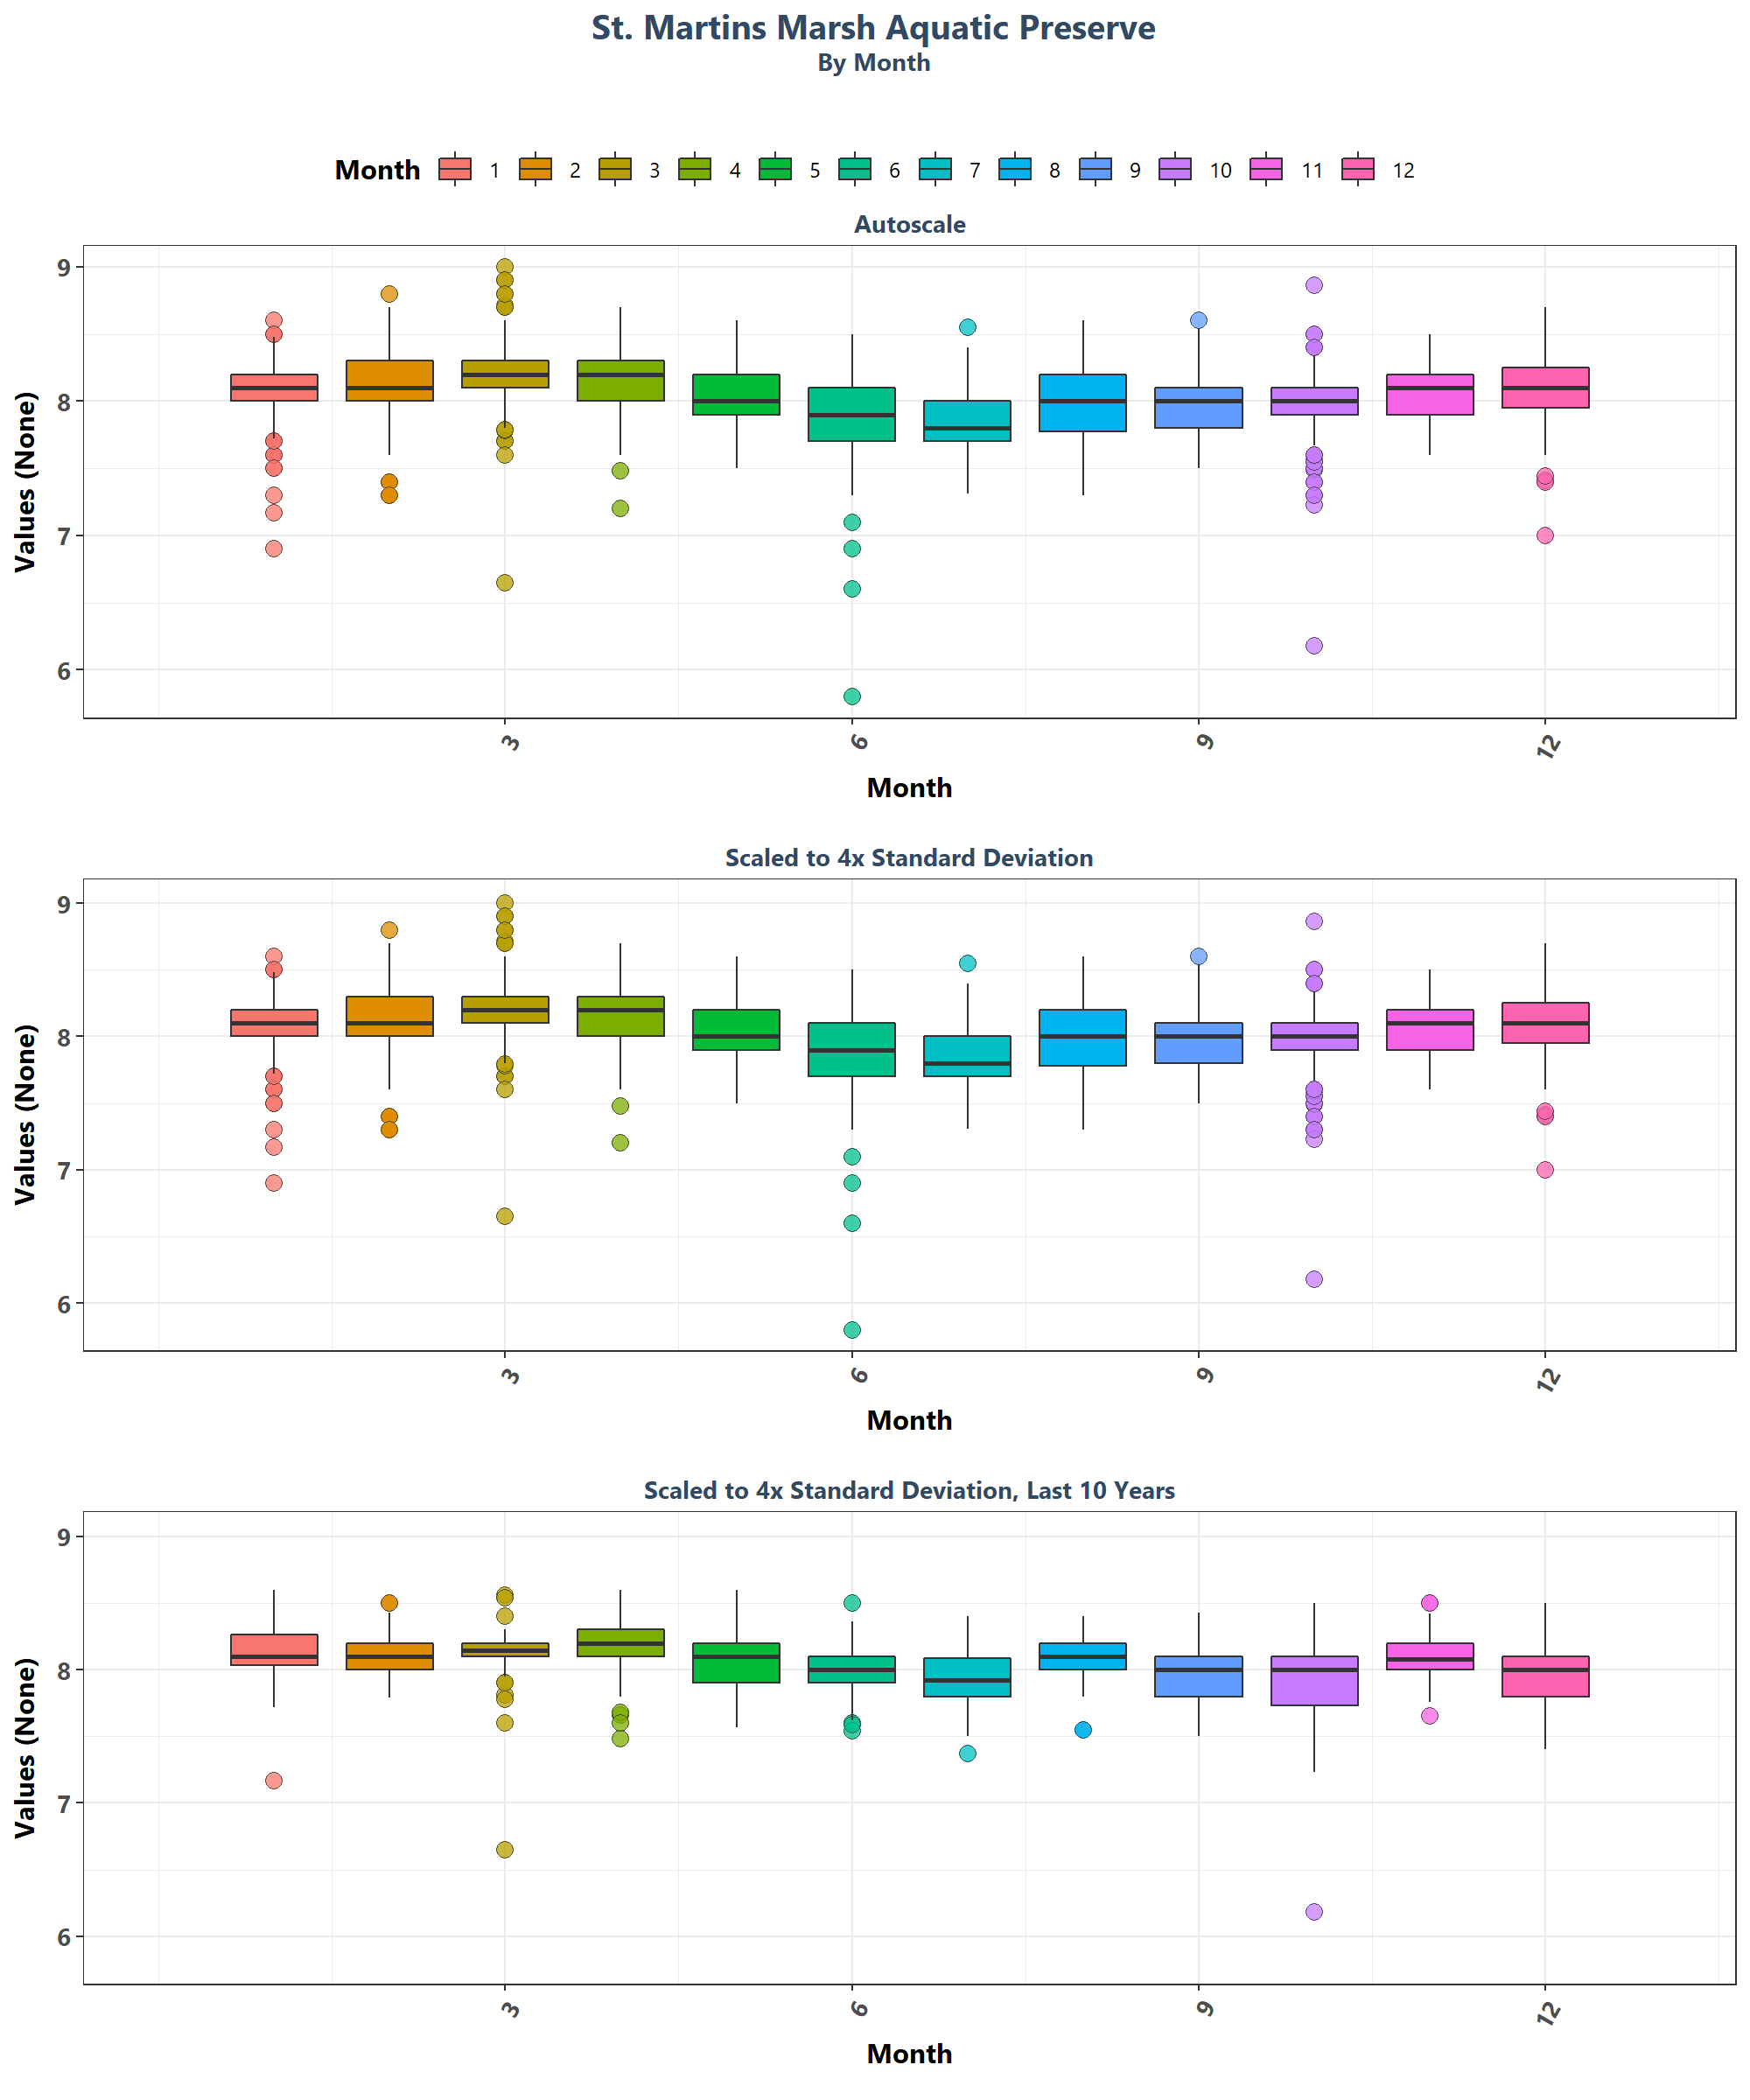 St. Martins Marsh Aquatic Preserve
By Month
Month 1 2 3 4 5 6 7 8 9 10 11 12
Autoscale
Values (None)
9
8
7
6
3 6 9 12
Month
Scaled to 4x Standard Deviation
Values (None)
9
8
7
6
3 6 9 12
Month
Scaled to 4x Standard Deviation, Last 10 Years
Values (None)
9
8
7
6
3 6 9 12
Month